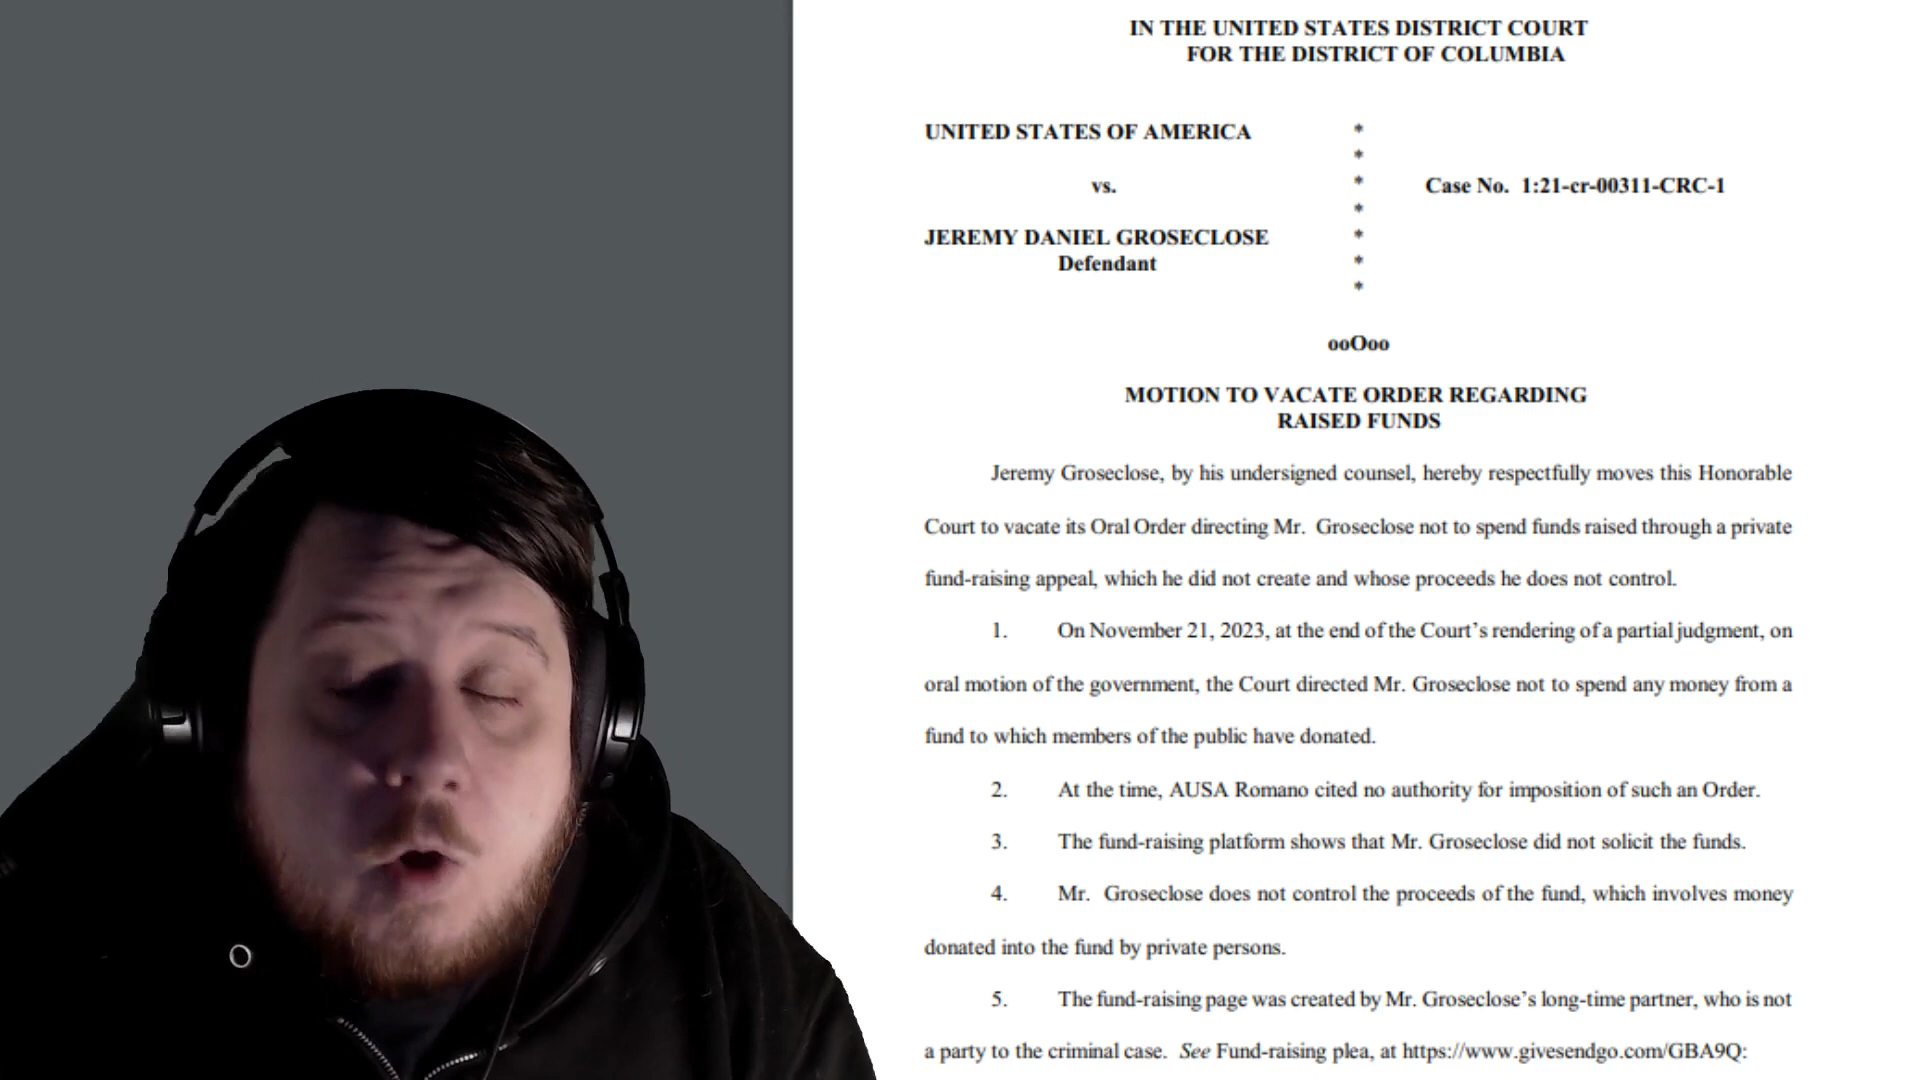 IN THE UNITED STATES DISTRICT COURT
FOR THE DISTRICT OF COLUMBIA
UNITED STATES OF AMERICA *
*
vs. * Case No. 1:21-cr-00311-CRC-1
*
JEREMY DANIEL GROSECLOSE *
Defendant *
*
ooOoo
MOTION TO VACATE ORDER REGARDING
RAISED FUNDS
Jeremy Groseclose, by his undersigned counsel, hereby respectfully moves this Honorable
Court to vacate its Oral Order directing Mr. Groseclose not to spend funds raised through a private
fund-raising appeal, which he did not create and whose proceeds he does not control.
1. On November 21, 2023, at the end of the Court's rendering of a partial judgment, on
oral motion of the government, the Court directed Mr. Groseclose not to spend any money from a
fund to which members of the public have donated.
2. At the time, AUSA Romano cited no authority for imposition of such an Order.
3. The fund-raising platform shows that Mr. Groseclose did not solicit the funds.
4. Mr. Groseclose does not control the proceeds of the fund, which involves money
donated into the fund by private persons.
5. The fund-raising page was created by Mr. Groseclose's long-time partner, who is not
a party to the criminal case. See Fund-raising plea, at https://www.givesendgo.com/GBA9Q: